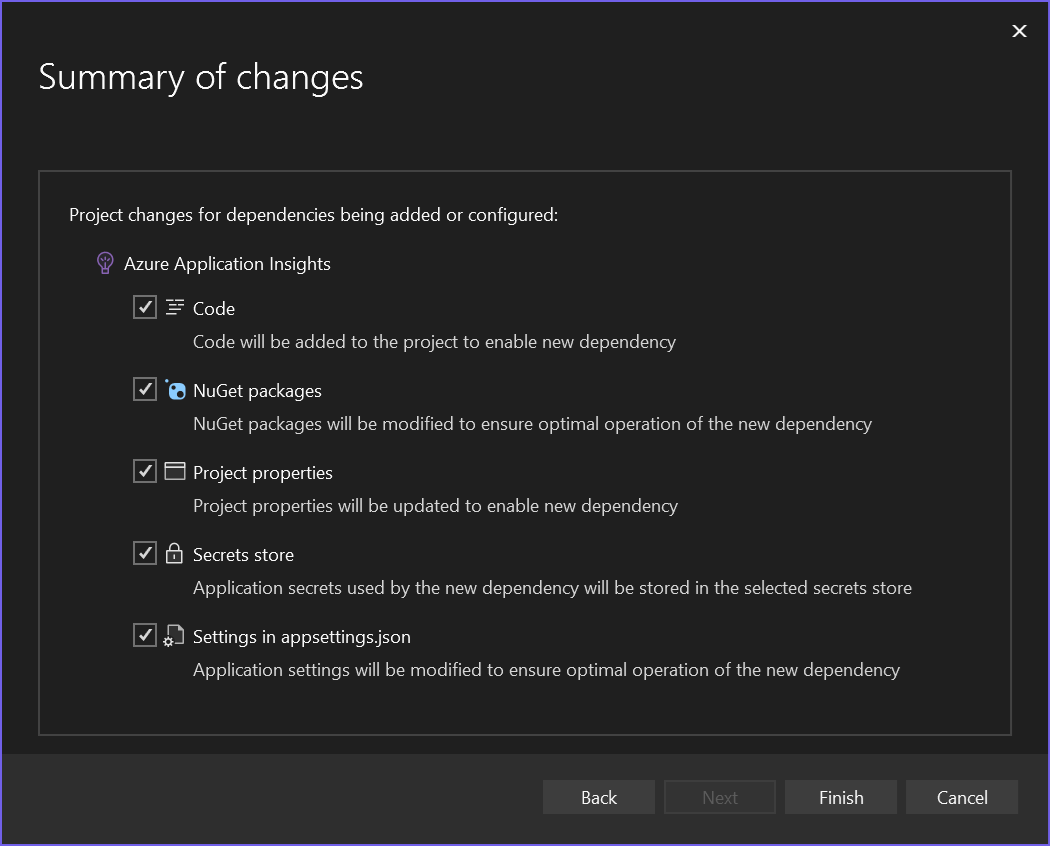 Summary of changes
Project changes for dependencies being added or configured:
Azure Application Insights
Code
Code will be added to the project to enable new dependency
NuGet packages
NuGet packages will be modified to ensure optimal operation of the new dependency
Project properties
Project properties will be updated to enable new dependency
Secrets store
Application secrets used by the new dependency will be stored in the selected secrets store
Settings in appsettings.json
Application settings will be modified to ensure optimal operation of the new dependency
Back Next Finish Cancel